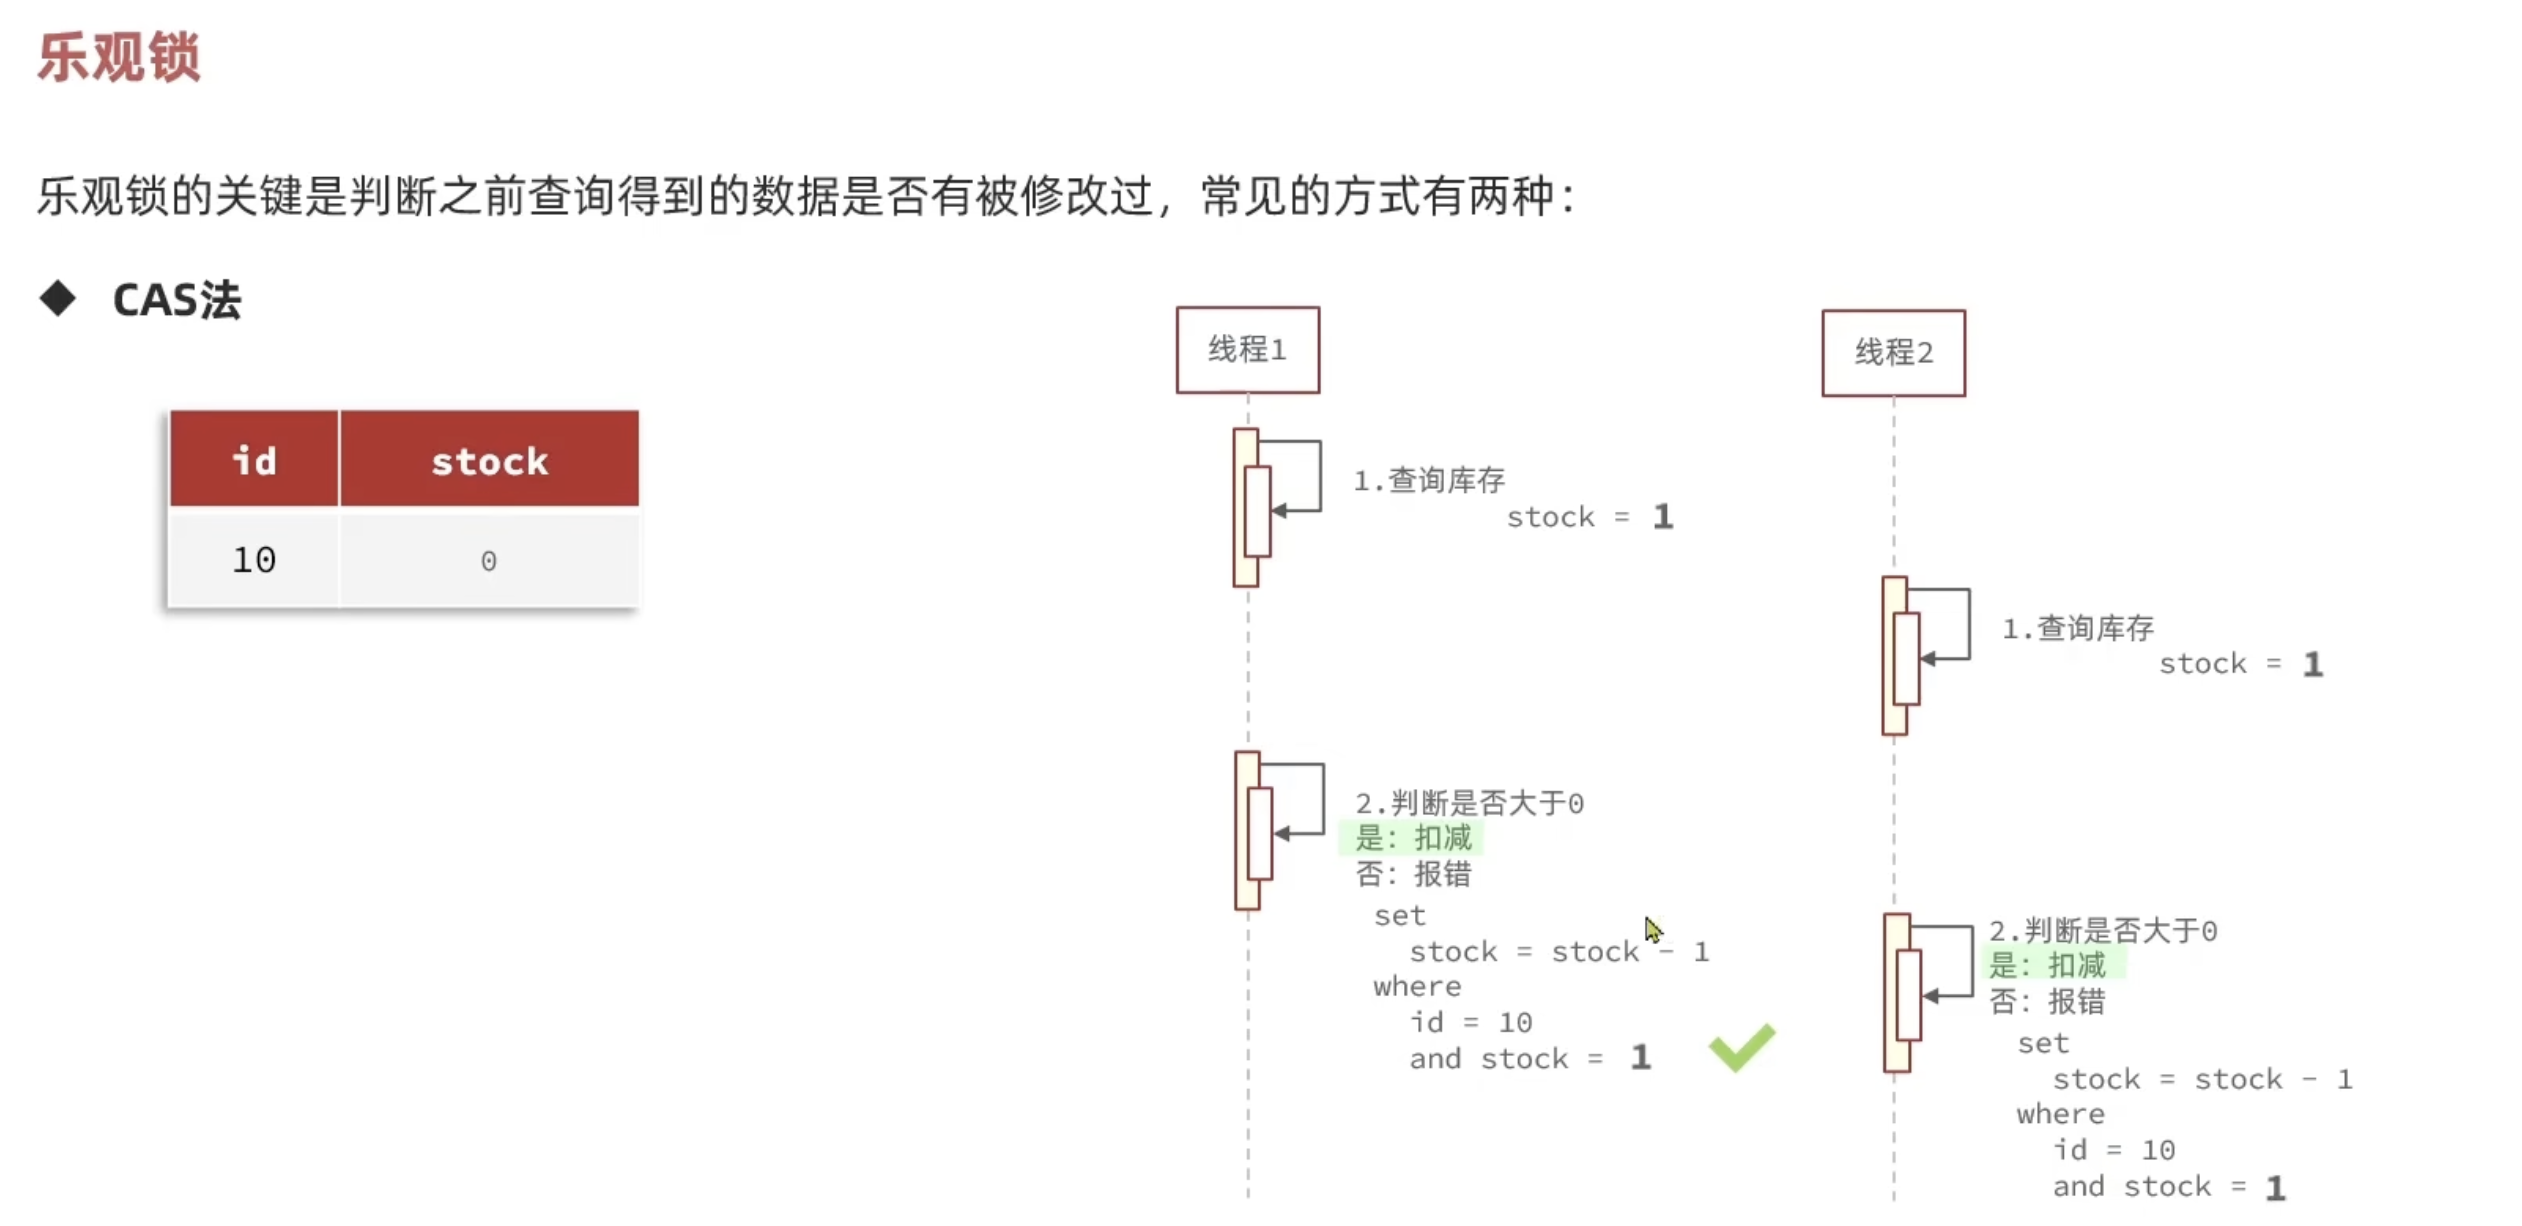 乐观锁
乐观锁的关键是判断之前查询得到的数据是否有被修改过，常见的方式有两种：
◆ CAS法
id stock
10 0
线程1
1.查询库存
stock = 1
2.判断是否大于0
是：扣减
否：报错
set
stock = stock - 1
where
id = 10
and stock = 1
线程2
1.查询库存
stock = 1
2.判断是否大于0
是：扣减
否：报错
set
stock = stock - 1
where
id = 10
and stock = 1